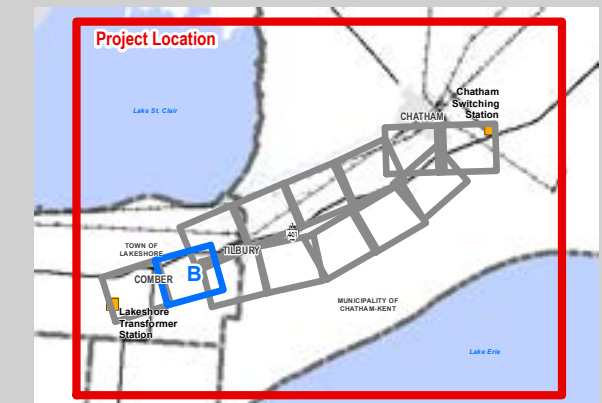 Project Location
Chatham
Switching
Station
Lake St. Clair
CHATHAM
401
TOWN OF
LAKESHORE
TILBURY
COMBER
B
MUNICIPALITY OF
CHATHAM-KENT
Lakeshore
Transformer
Station
Lake Erie